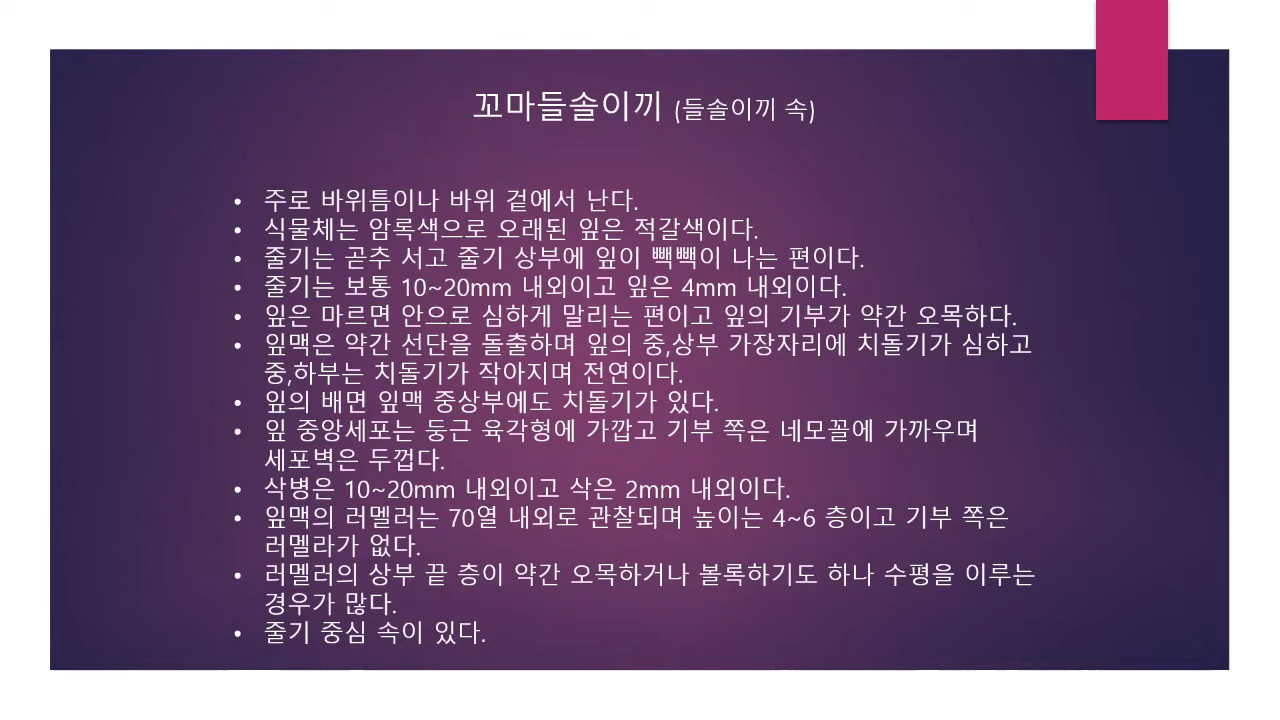 꼬마들솔이끼 (들솔이끼 속)
• 주로 바위틈이나 바위 겉에서 난다.
• 식물체는 암록색으로 오래된 잎은 적갈색이다.
• 줄기는 곧추 서고 줄기 상부에 잎이 빽빽이 나는 편이다.
• 줄기는 보통 10~20mm 내외이고 잎은 4mm 내외이다.
• 잎은 마르면 안으로 심하게 말리는 편이고 잎의 기부가 약간 오목하다.
• 잎맥은 약간 선단을 돌출하며 잎의 중,상부 가장자리에 치돌기가 심하고
중,하부는 치돌기가 작아지며 전연이다.
• 잎의 배면 잎맥 중상부에도 치돌기가 있다.
• 잎 중앙세포는 둥근 육각형에 가깝고 기부 쪽은 네모꼴에 가까우며
세포벽은 두껍다.
• 삭병은 10~20mm 내외이고 삭은 2mm 내외이다.
• 잎맥의 러멜러는 70열 내외로 관찰되며 높이는 4~6 층이고 기부 쪽은
러멜라가 없다.
• 러멜러의 상부 끝 층이 약간 오목하거나 볼록하기도 하나 수평을 이루는
경우가 많다.
• 줄기 중심 속이 있다.